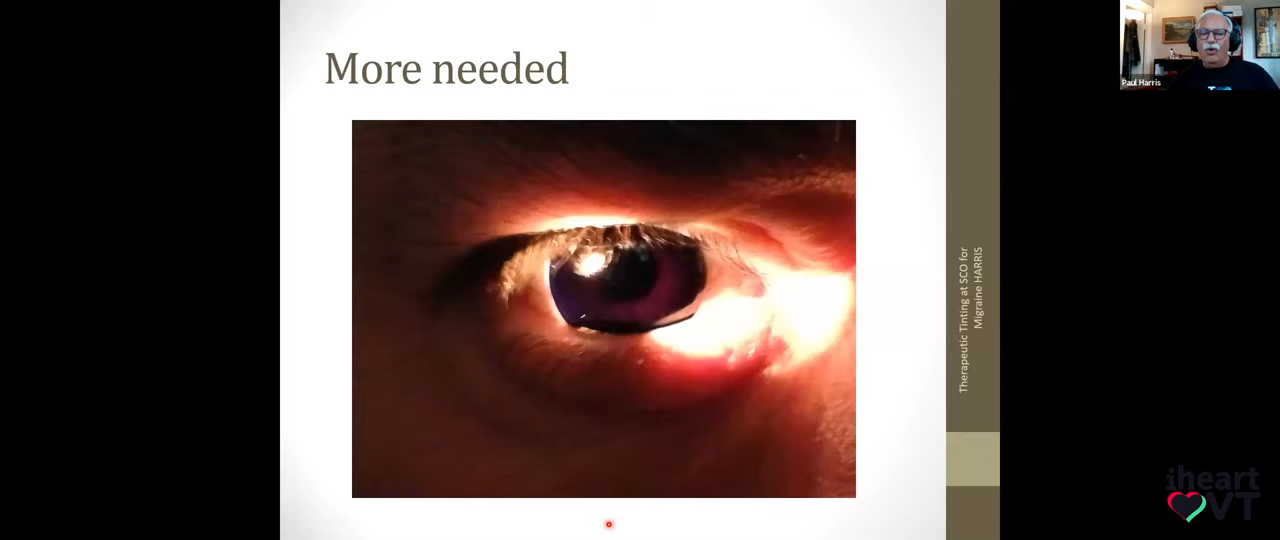 More needed
Paul Harris
Therapeutic Tinting at SCO for
Migraine HARRIS
iheart
VT